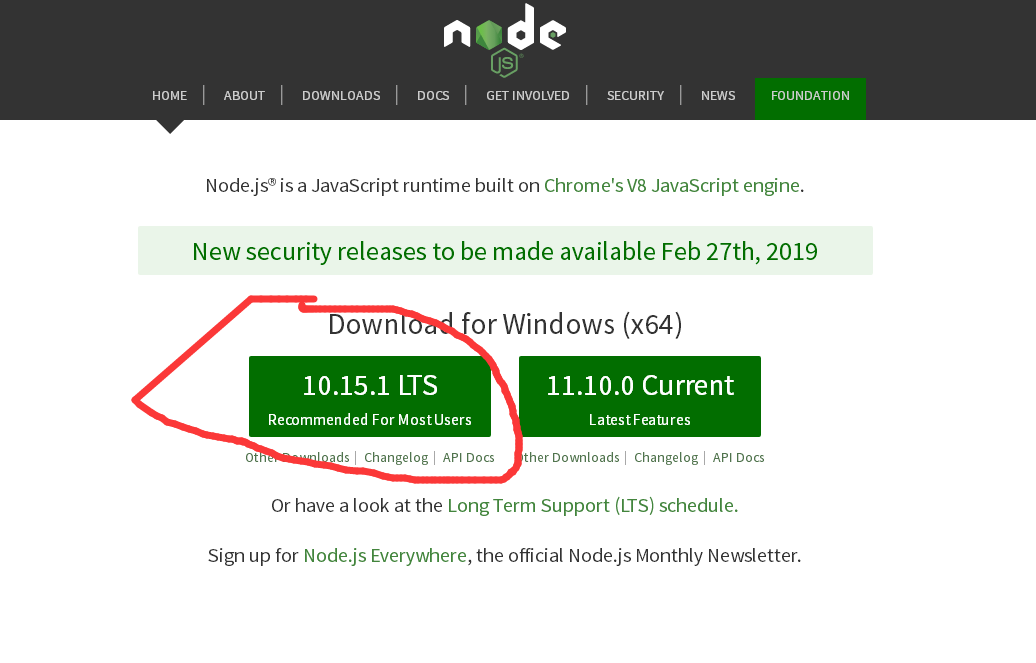 node
JS
HOME | ABOUT | DOWNLOADS | DOCS | GET INVOLVED | SECURITY | NEWS FOUNDATION
Node.js® is a JavaScript runtime built on Chrome's V8 JavaScript engine.
New security releases to be made available Feb 27th, 2019
Download for Windows (x64)
10.15.1 LTS
Recommended For Most Users
11.10.0 Current
Latest Features
Other Downloads | Changelog | API Docs
Other Downloads | Changelog | API Docs
Or have a look at the Long Term Support (LTS) schedule.
Sign up for Node.js Everywhere, the official Node.js Monthly Newsletter.